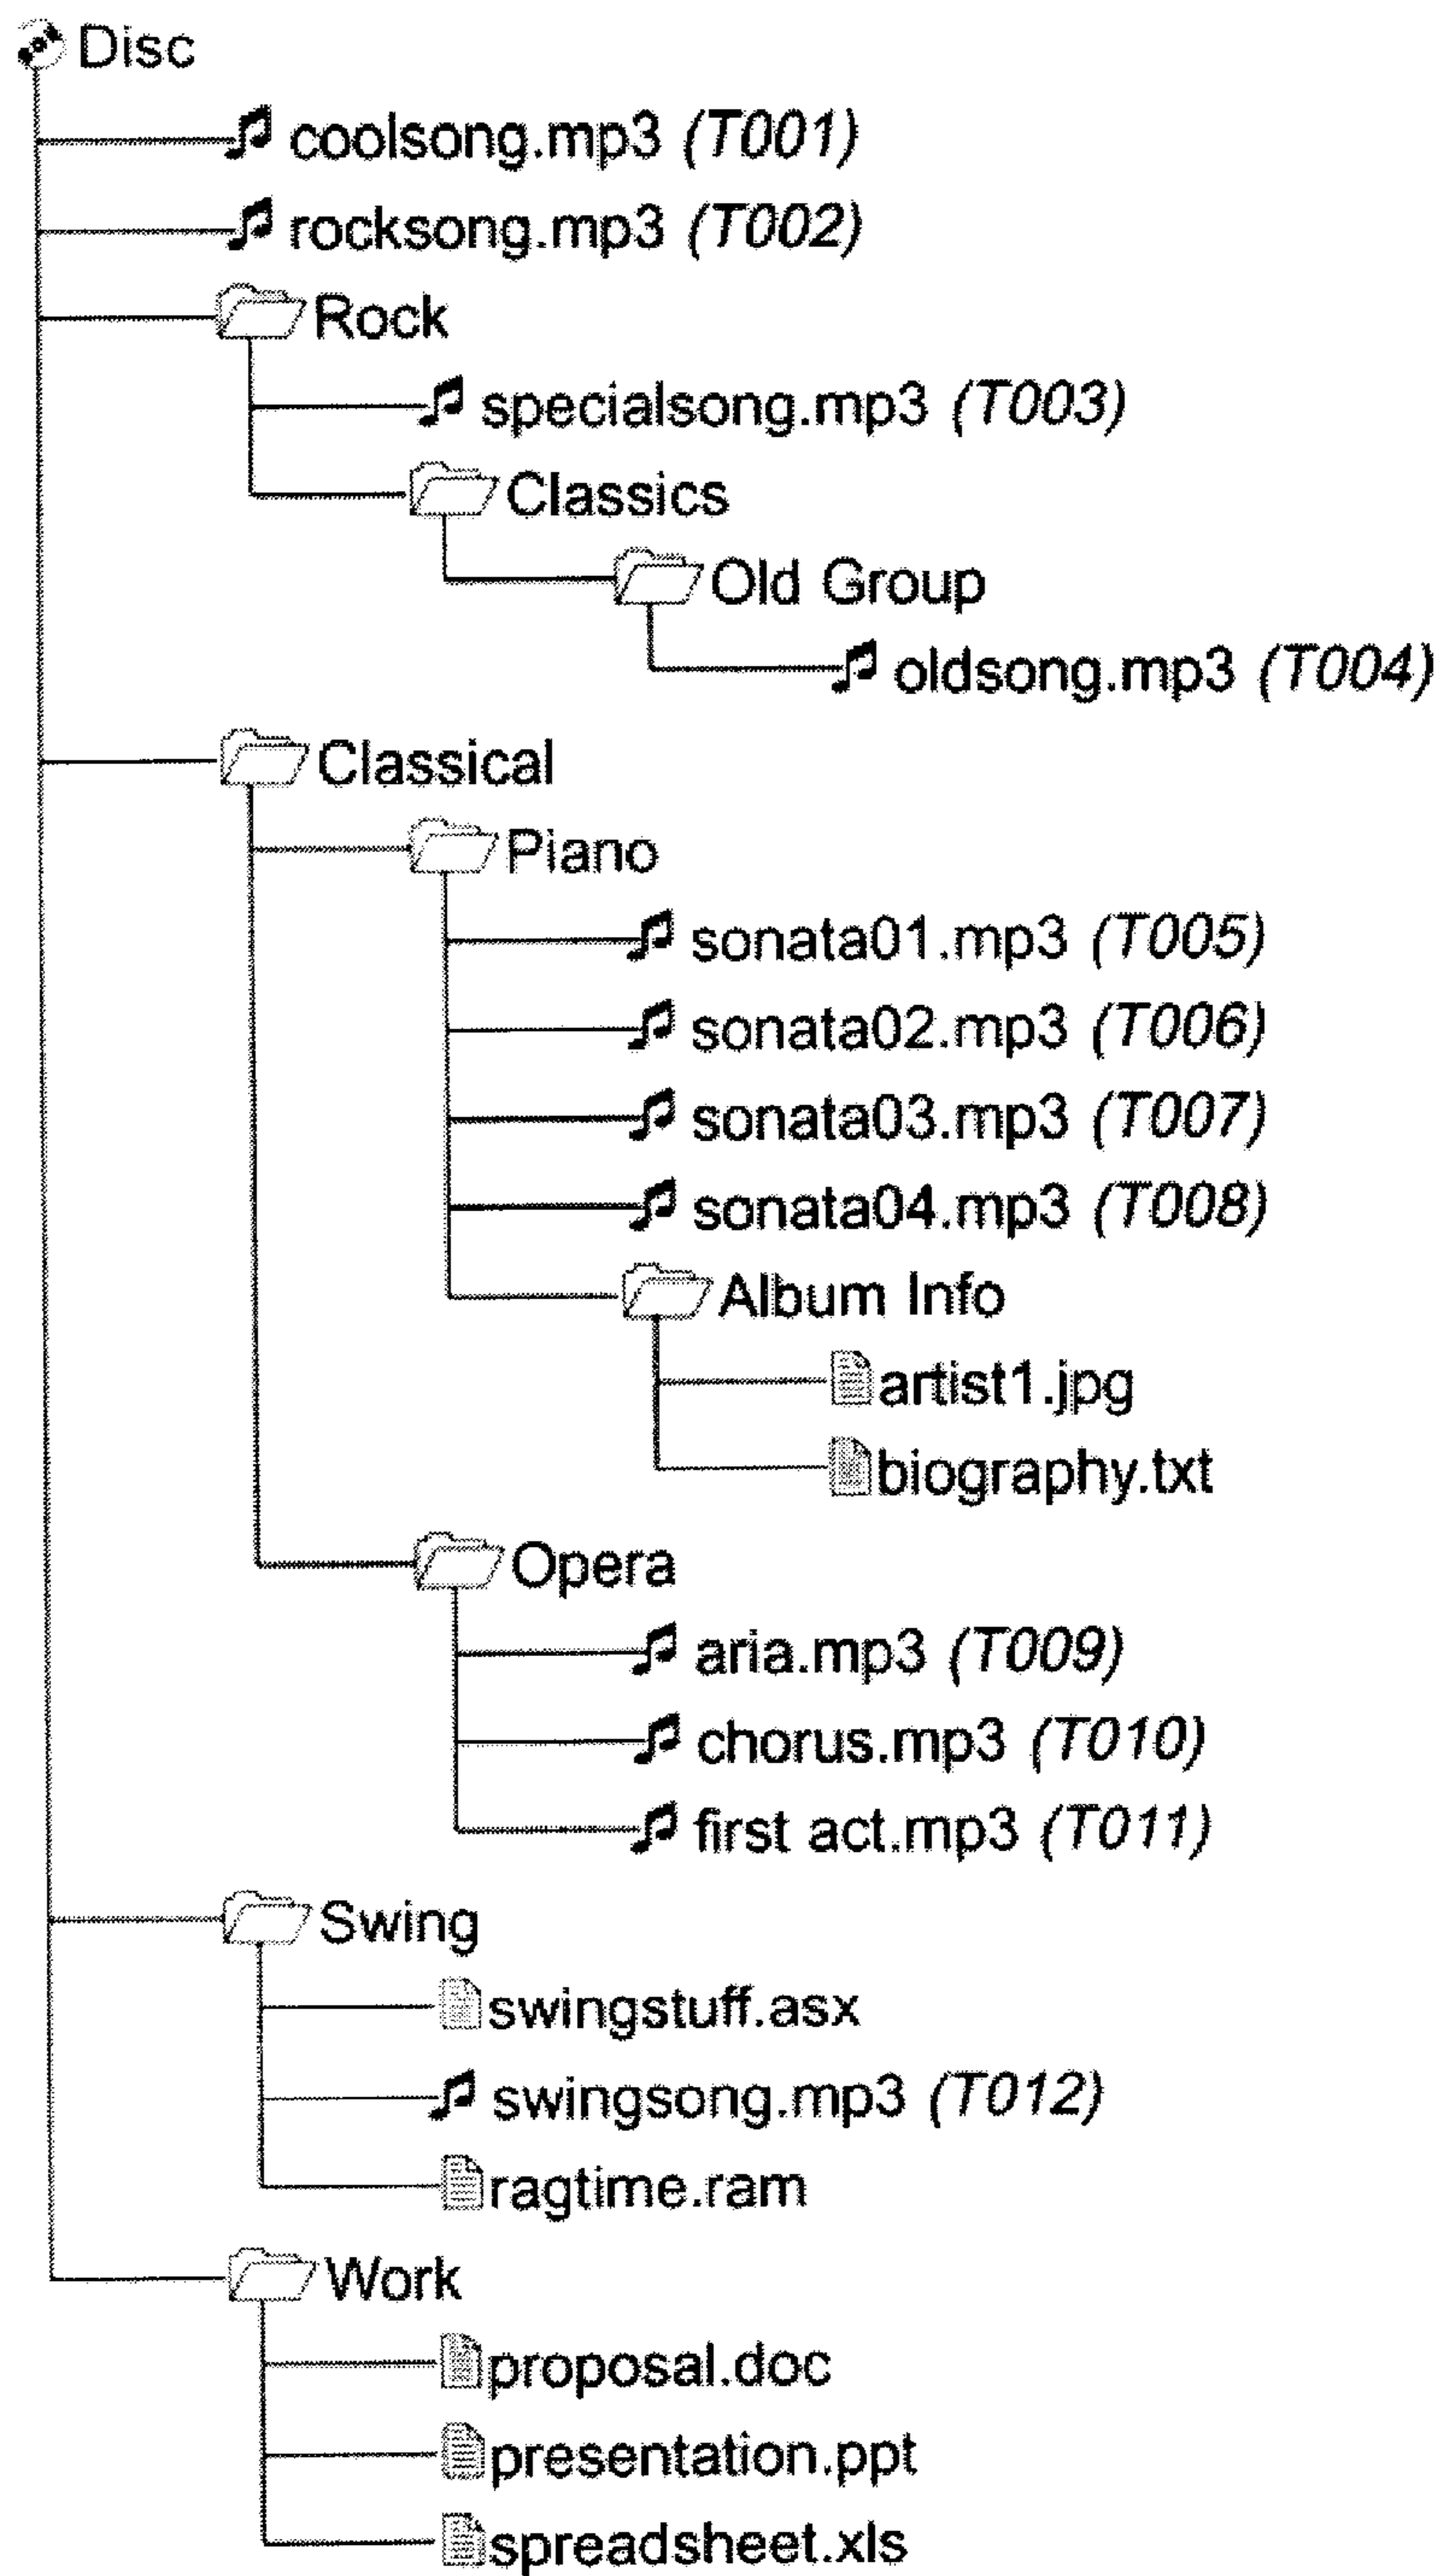 Disc
coolsong.mp3 (T001)
rocksong.mp3 (T002)
Rock
specialsong.mp3 (T003)
Classics
Old Group
oldsong.mp3 (T004)
Classical
Piano
sonata01.mp3 (T005)
sonata02.mp3 (T006)
sonata03.mp3 (T007)
sonata04.mp3 (T008)
Album Info
artist1.jpg
biography.txt
Opera
aria.mp3 (T009)
chorus.mp3 (T010)
first act.mp3 (T011)
Swing
swingstuff.asx
swingsong.mp3 (T012)
ragtime.ram
Work
proposal.doc
presentation.ppt
spreadsheet.xls